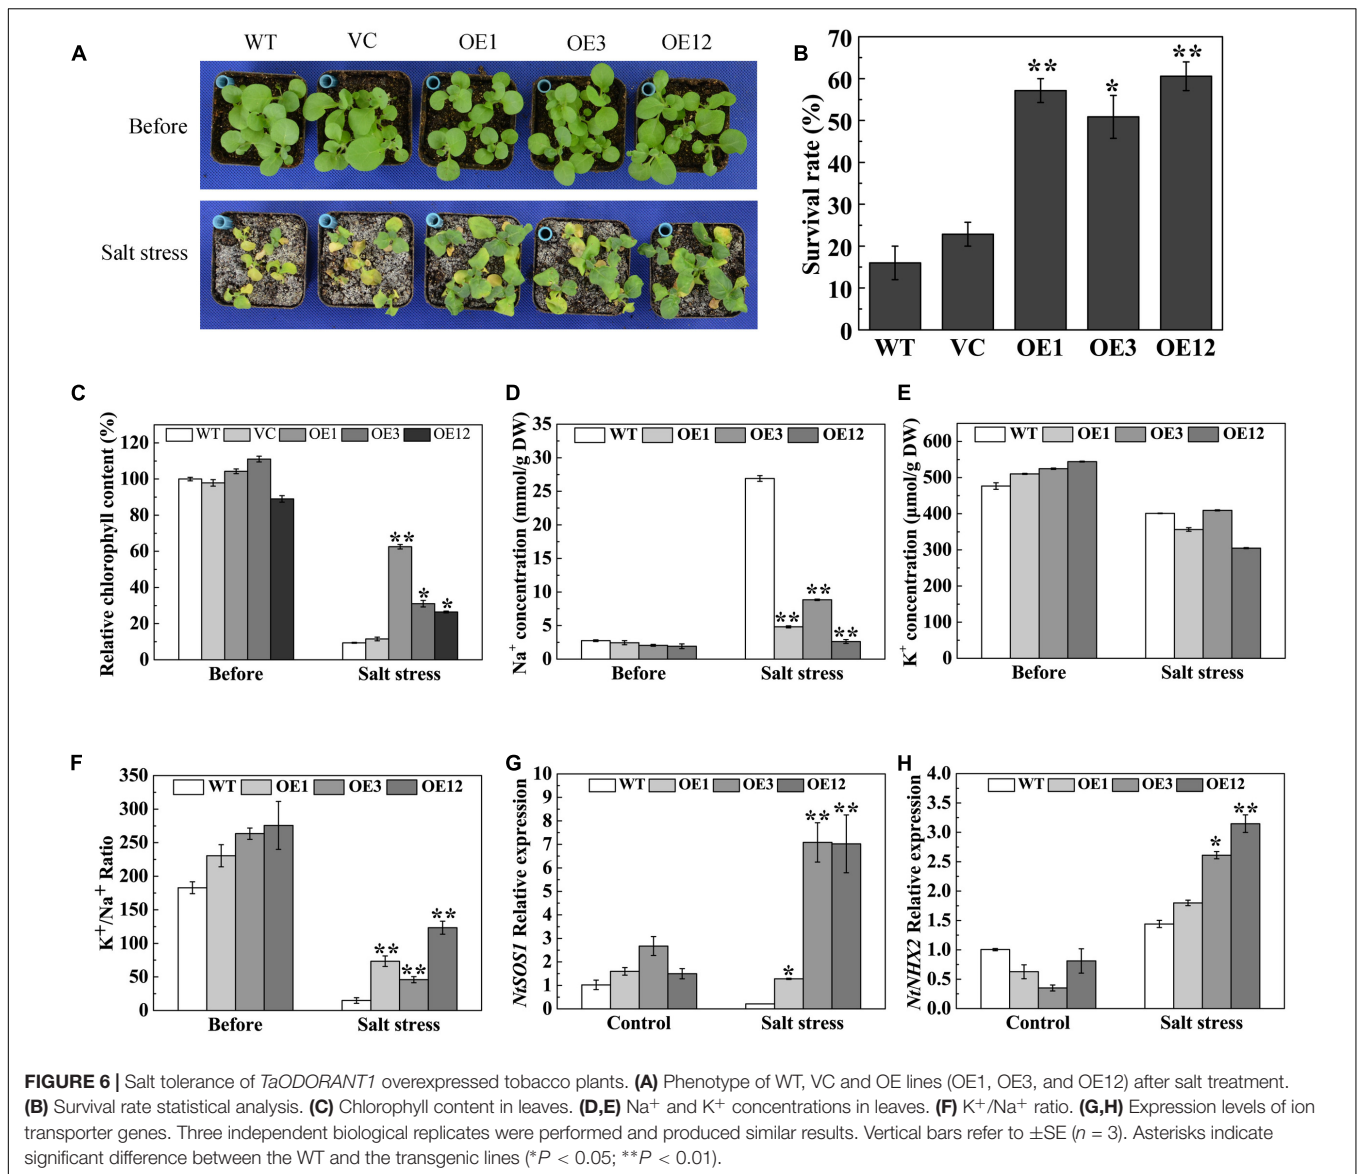 A
WT VC OE1 OE3 OE12
Before
Salt stress
B
Survival rate (%)
70
60
50
40
30
20
10
0
** * **
WT VC OE1 OE3 OE12
C
Relative chlorophyll content (%)
WT VC OE1 OE3 OE12
120
100
80
60
40
20
0
** * *
Before Salt stress
D
Na+ concentration (mmol/g DW)
35
30
25
20
15
10
5
0
WT OE1 OE3 OE12
** ** **
Before Salt stress
E
K+ concentration (µmol/g DW)
600
500
400
300
200
100
0
WT OE1 OE3 OE12
Before Salt stress
F
K+/Na+ Ratio
350
300
250
200
150
100
50
0
WT OE1 OE3 OE12
** ** **
Before Salt stress
G
NtSOS1 Relative expression
10
9
8
7
6
5
4
3
2
1
0
WT OE1 OE3 OE12
* ** **
Control Salt stress
H
NtNHX2 Relative expression
4.0
3.5
3.0
2.5
2.0
1.5
1.0
0.5
0.0
WT OE1 OE3 OE12
* **
Control Salt stress
FIGURE 6 | Salt tolerance of TaODORANT1 overexpressed tobacco plants. (A) Phenotype of WT, VC and OE lines (OE1, OE3, and OE12) after salt treatment.
(B) Survival rate statistical analysis. (C) Chlorophyll content in leaves. (D,E) Na+ and K+ concentrations in leaves. (F) K+/Na+ ratio. (G,H) Expression levels of ion
transporter genes. Three independent biological replicates were performed and produced similar results. Vertical bars refer to ±SE (n = 3). Asterisks indicate
significant difference between the WT and the transgenic lines (*P < 0.05; **P < 0.01).